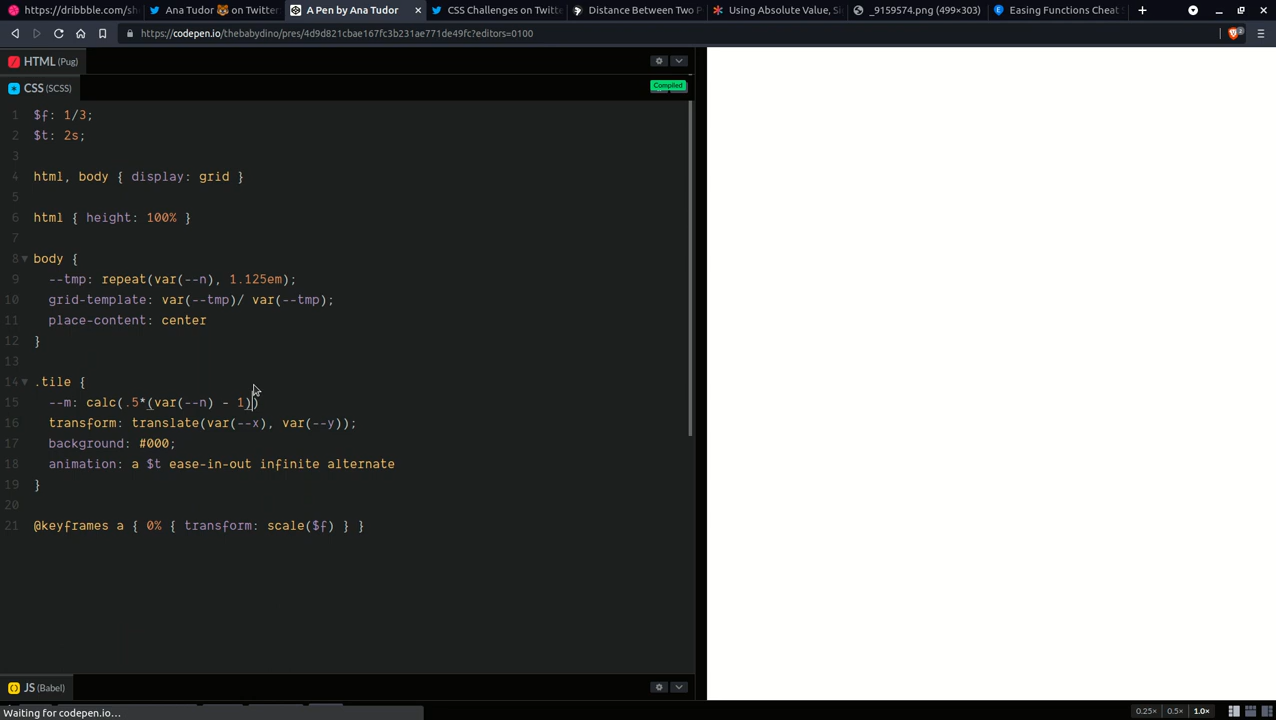 https://dribbble.com/sh
Ana Tudor 🐯 on Twitter
A Pen by Ana Tudor
CSS Challenges on Twitte
Distance Between Two P
Using Absolute Value, Si
_9159574.png (499×303)
Easing Functions Cheat S
https://codepen.io/thebabydino/pres/4d9d821cbae167fc3b231ae771de49fc?editors=0100
2
HTML (Pug)
CSS (SCSS)
Compiled
1 $f: 1/3;
2 $t: 2s;
3
4 html, body { display: grid }
5
6 html { height: 100% }
7
8 body {
9 --tmp: repeat(var(--n), 1.125em);
10 grid-template: var(--tmp)/ var(--tmp);
11 place-content: center
12 }
13
14 .tile {
15 --m: calc(.5*(var(--n) - 1))
16 transform: translate(var(--x), var(--y));
17 background: #000;
18 animation: a $t ease-in-out infinite alternate
19 }
20
21 @keyframes a { 0% { transform: scale($f) } }
JS (Babel)
0.25× 0.5× 1.0×
Waiting for codepen.io...